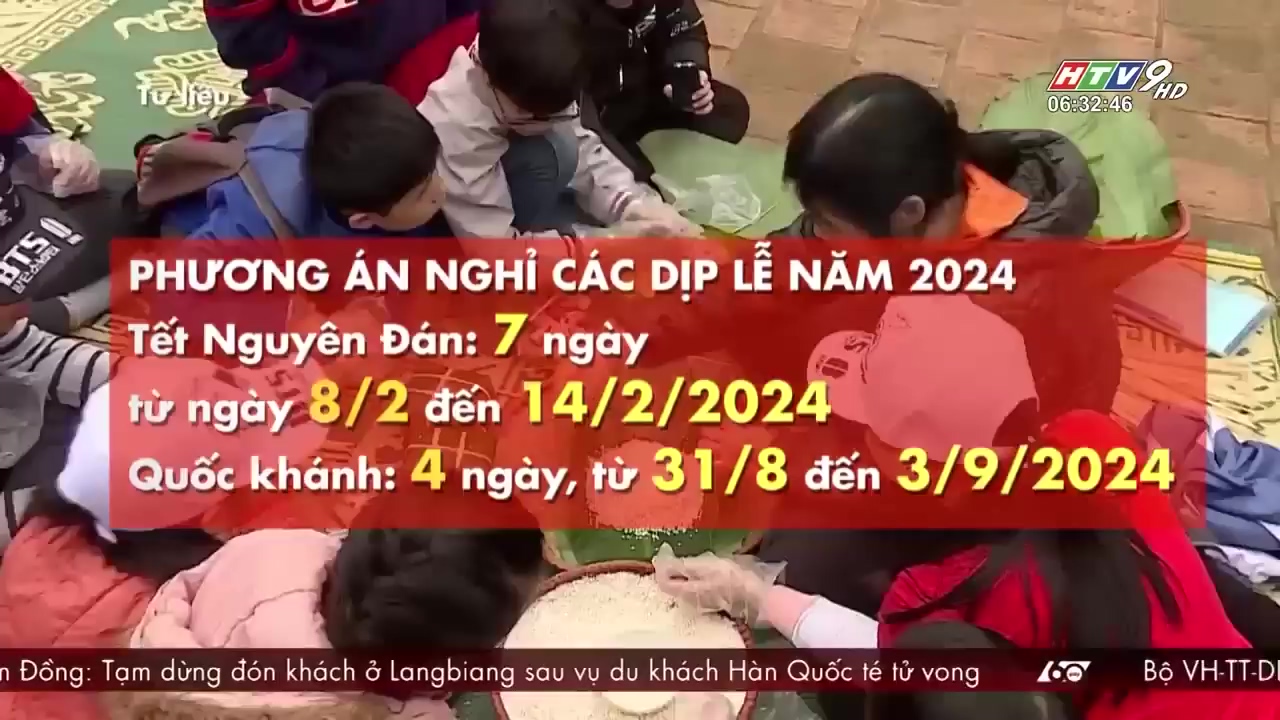 Tư liệu
HTV9 HD
06:32:46
BTS
PHƯƠNG ÁN NGHỈ CÁC DỊP LỄ NĂM 2024
Tết Nguyên Đán: 7 ngày
từ ngày 8/2 đến 14/2/2024
Quốc khánh: 4 ngày, từ 31/8 đến 3/9/2024
Đồng: Tạm dừng đón khách ở Langbiang sau vụ du khách Hàn Quốc té tử vong
60
Bộ VH-TT-DL